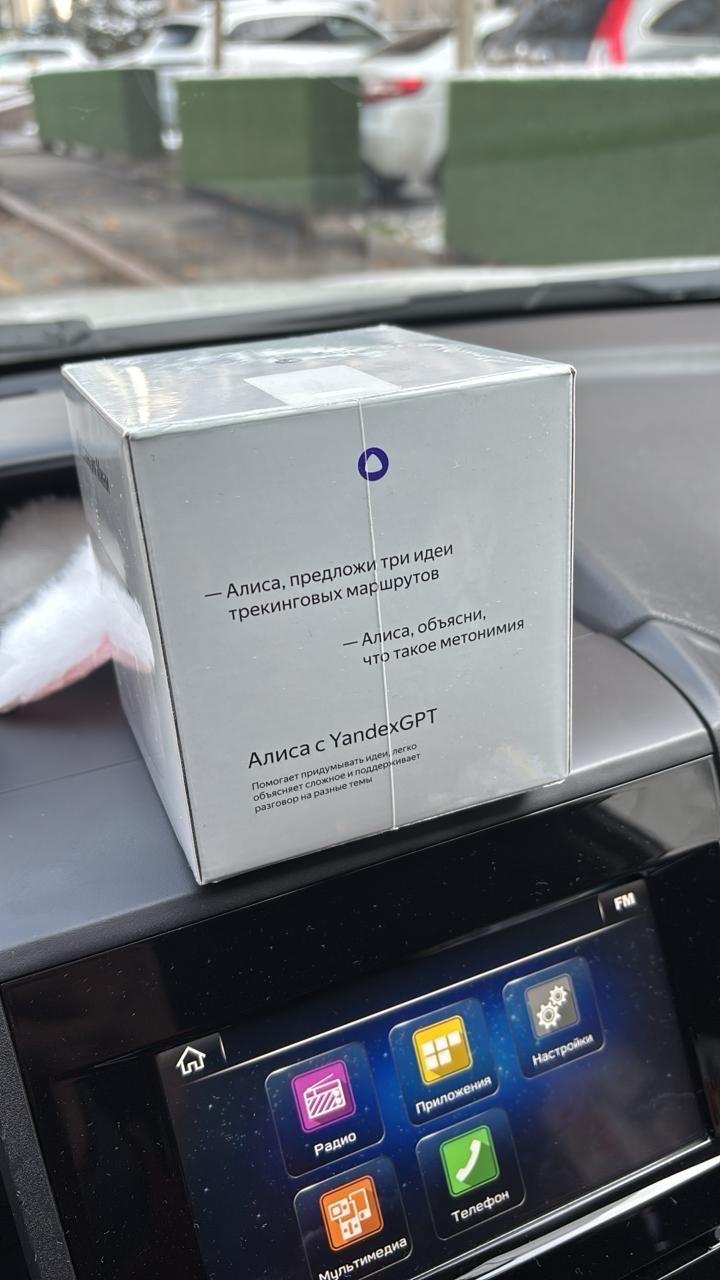 — Алиса, предложи три идеи
трекинговых маршрутов
— Алиса, объясни,
что такое метонимия
Алиса с YandexGPT
Помогает придумывать идеи, легко
объясняет сложное и поддерживает
разговор на разные темы
FM
Настройки
Приложения
Радио
Телефон
Мультимедиа